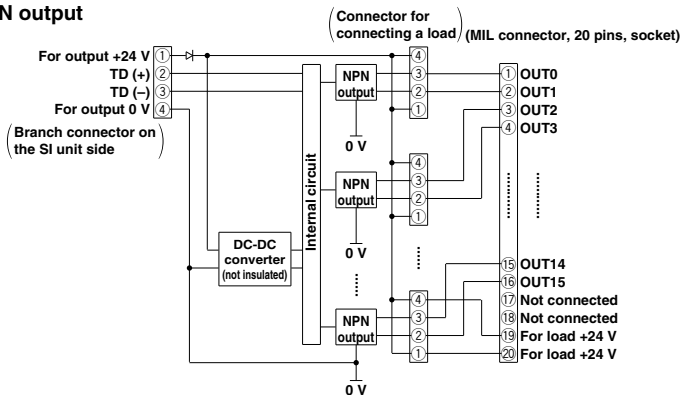 N output
Connector for
connecting a load
(MIL connector, 20 pins, socket)
For output +24 V ①
TD (+) ②
TD (–) ③
For output 0 V ④
Branch connector on
the SI unit side
Internal circuit
DC-DC
converter
(not insulated)
NPN
output
0 V
④
③
②
①
NPN
output
0 V
④
③
②
①
NPN
output
0 V
④
③
②
①
① OUT0
② OUT1
③ OUT2
④ OUT3
⑮ OUT14
⑯ OUT15
⑰ Not connected
⑱ Not connected
⑲ For load +24 V
⑳ For load +24 V